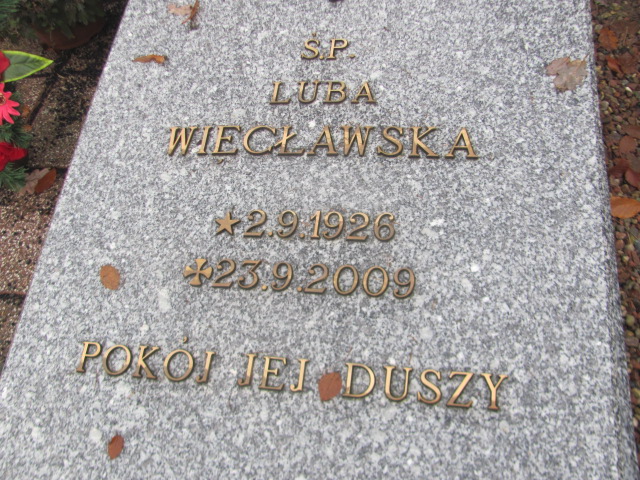 Ś.P.
LUBA
WIECŁAWSKA
★2.9.1926
✠23.9.2009
POKÓJ JEJ DUSZY